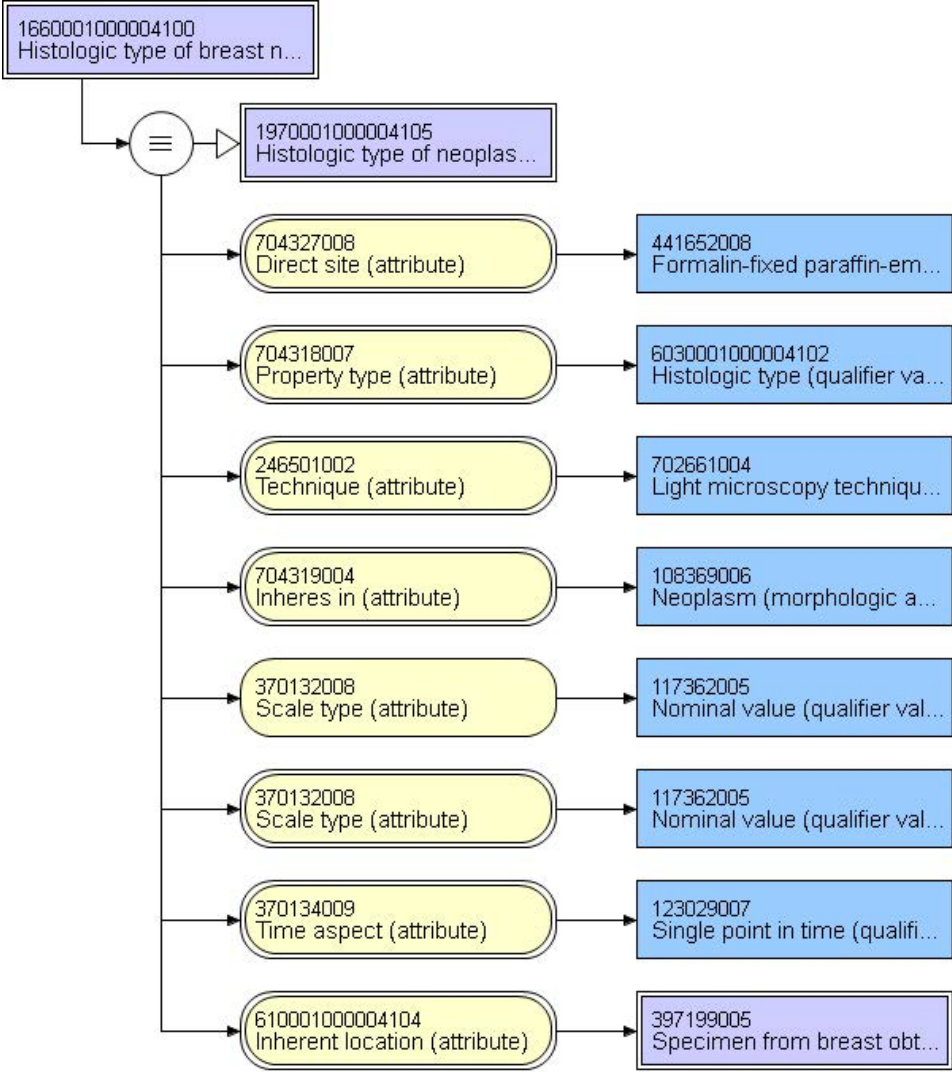 1660001000004100
Histologic type of breast n...
1970001000004105
Histologic type of neoplas...
704327008
Direct site (attribute)
441652008
Formalin-fixed paraffin-em...
704318007
Property type (attribute)
6030001000004102
Histologic type (qualifier va...
246501002
Technique (attribute)
702661004
Light microscopy techniqu...
704319004
Inheres in (attribute)
108369006
Neoplasm (morphologic a...
370132008
Scale type (attribute)
117362005
Nominal value (qualifier val...
370132008
Scale type (attribute)
117362005
Nominal value (qualifier val...
370134009
Time aspect (attribute)
123029007
Single point in time (qualifi...
610001000004104
Inherent location (attribute)
397199005
Specimen from breast obt...